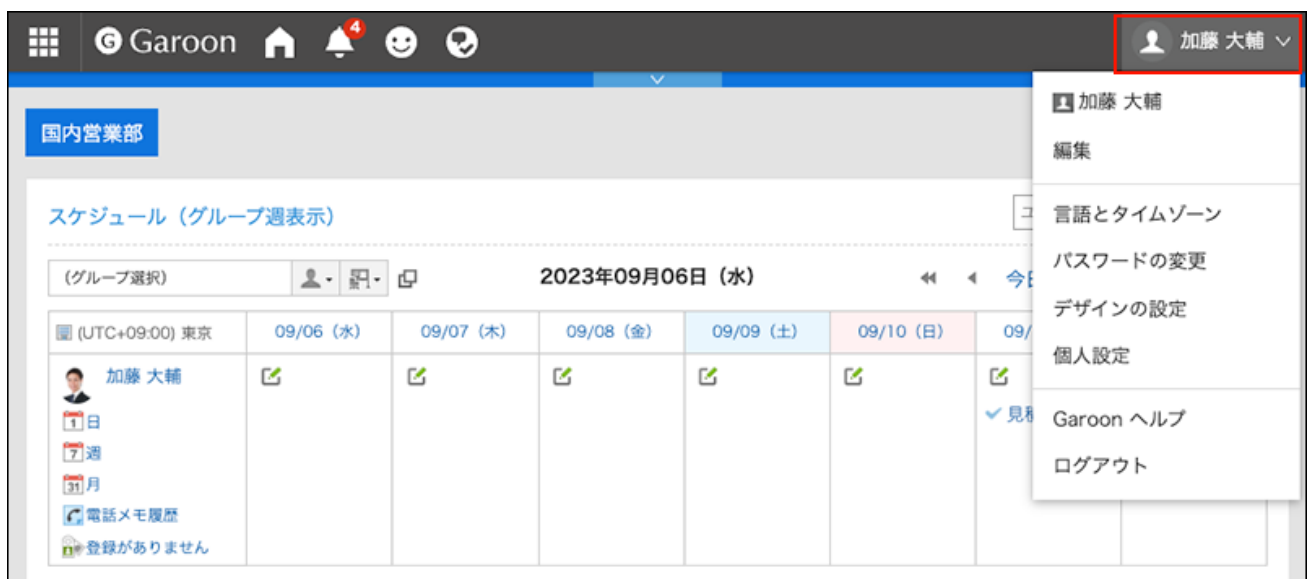 G Garoon 4 加藤 大輔
加藤 大輔
編集
言語とタイムゾーン
パスワードの変更
デザインの設定
個人設定
Garoon ヘルプ
ログアウト
国内営業部
スケジュール（グループ週表示）
(グループ選択) 2023年09月06日（水）
(UTC+09:00) 東京 09/06（水） 09/07（木） 09/08（金） 09/09（土） 09/10（日） 09/
加藤 大輔
1 日
7 週
31 月
電話メモ履歴
登録がありません